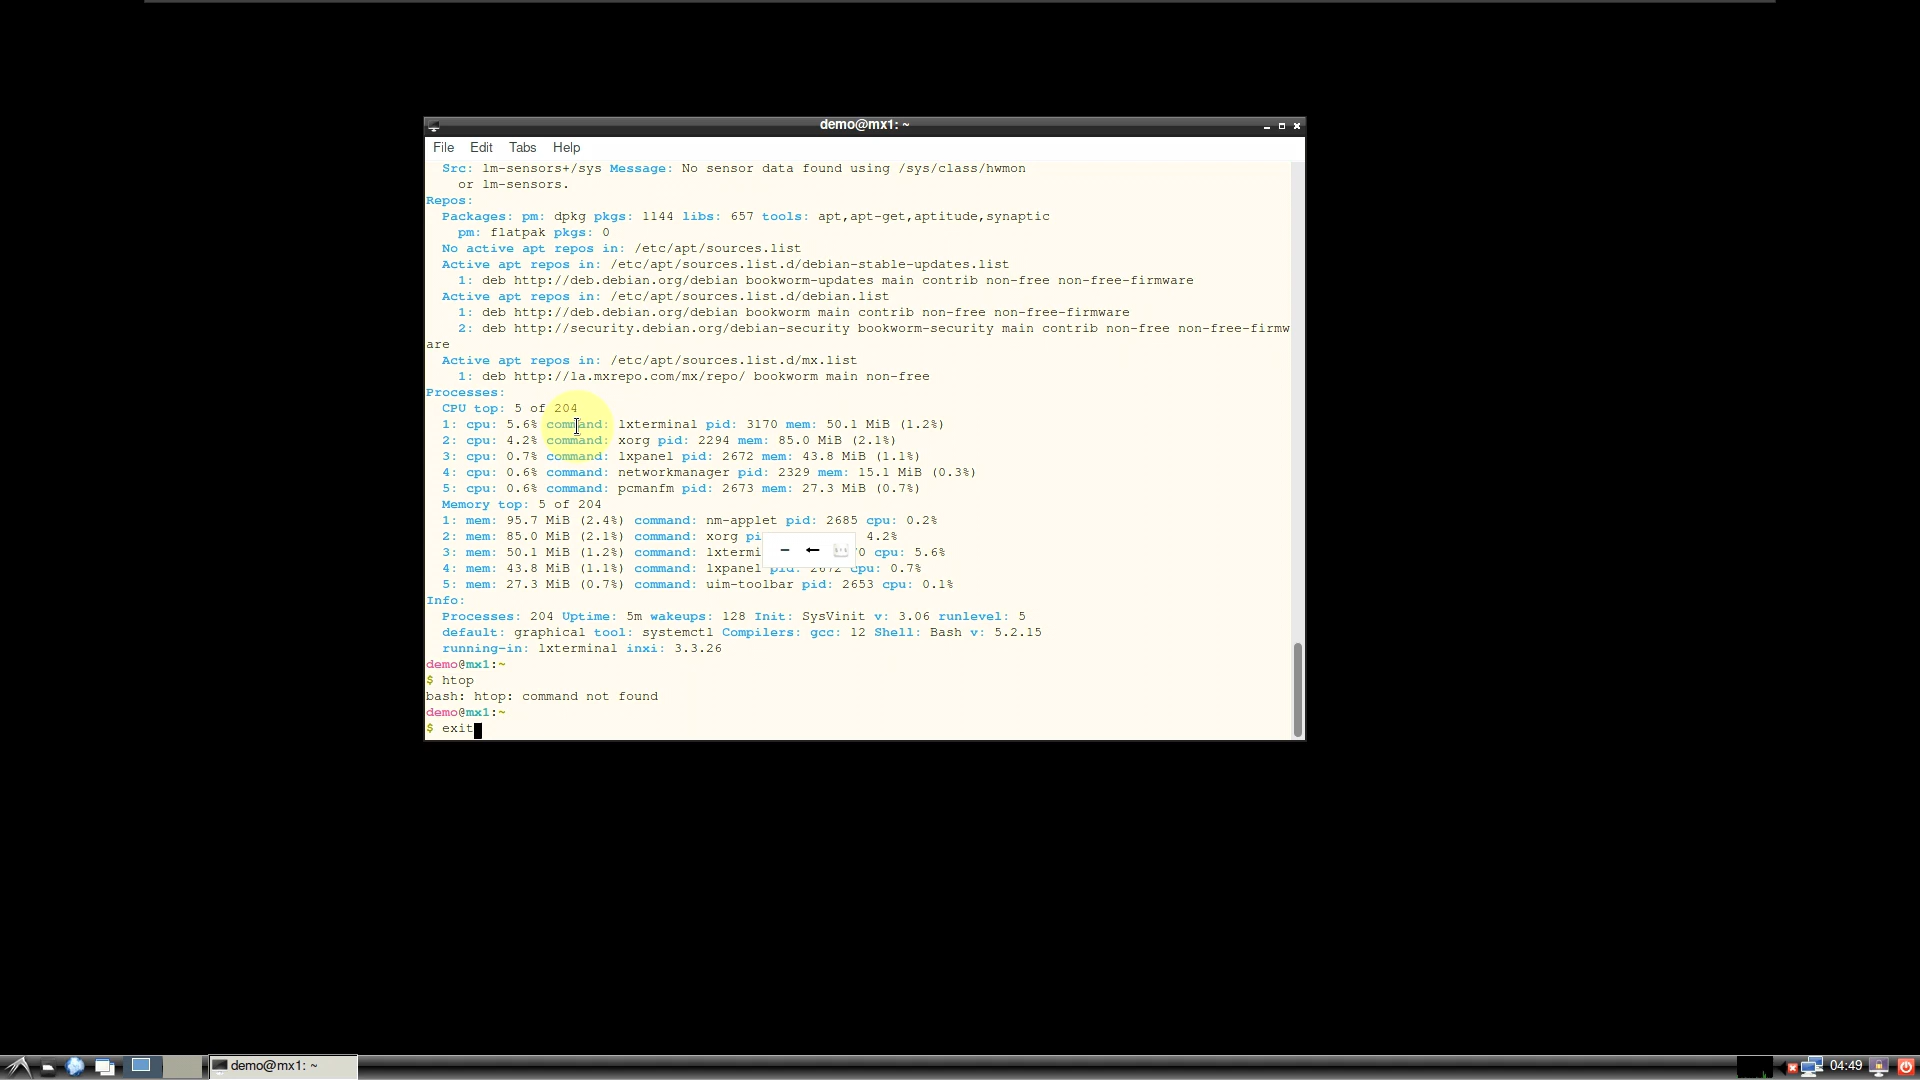 demo@mx1: ~
File Edit Tabs Help
Src: lm-sensors+/sys Message: No sensor data found using /sys/class/hwmon
or lm-sensors.
Repos:
Packages: pm: dpkg pkgs: 1144 libs: 657 tools: apt,apt-get,aptitude,synaptic
pm: flatpak pkgs: 0
No active apt repos in: /etc/apt/sources.list
Active apt repos in: /etc/apt/sources.list.d/debian-stable-updates.list
1: deb http://deb.debian.org/debian bookworm-updates main contrib non-free non-free-firmware
Active apt repos in: /etc/apt/sources.list.d/debian.list
1: deb http://deb.debian.org/debian bookworm main contrib non-free non-free-firmware
2: deb http://security.debian.org/debian-security bookworm-security main contrib non-free non-free-firmw
are
Active apt repos in: /etc/apt/sources.list.d/mx.list
1: deb http://la.mxrepo.com/mx/repo/ bookworm main non-free
Processes:
CPU top: 5 of 204
1: cpu: 5.6% command: lxterminal pid: 3170 mem: 50.1 MiB (1.2%)
2: cpu: 4.2% command: xorg pid: 2294 mem: 85.0 MiB (2.1%)
3: cpu: 0.7% command: lxpanel pid: 2672 mem: 43.8 MiB (1.1%)
4: cpu: 0.6% command: networkmanager pid: 2329 mem: 15.1 MiB (0.3%)
5: cpu: 0.6% command: pcmanfm pid: 2673 mem: 27.3 MiB (0.7%)
Memory top: 5 of 204
1: mem: 95.7 MiB (2.4%) command: nm-applet pid: 2685 cpu: 0.2%
2: mem: 85.0 MiB (2.1%) command: xorg pi 4.2%
3: mem: 50.1 MiB (1.2%) command: lxtermi 0 cpu: 5.6%
4: mem: 43.8 MiB (1.1%) command: lxpanel pid: 2672 cpu: 0.7%
5: mem: 27.3 MiB (0.7%) command: uim-toolbar pid: 2653 cpu: 0.1%
Info:
Processes: 204 Uptime: 5m wakeups: 128 Init: SysVinit v: 3.06 runlevel: 5
default: graphical tool: systemctl Compilers: gcc: 12 Shell: Bash v: 5.2.15
running-in: lxterminal inxi: 3.3.26
demo@mx1:~
$ htop
bash: htop: command not found
demo@mx1:~
$ exit
demo@mx1: ~
04:49